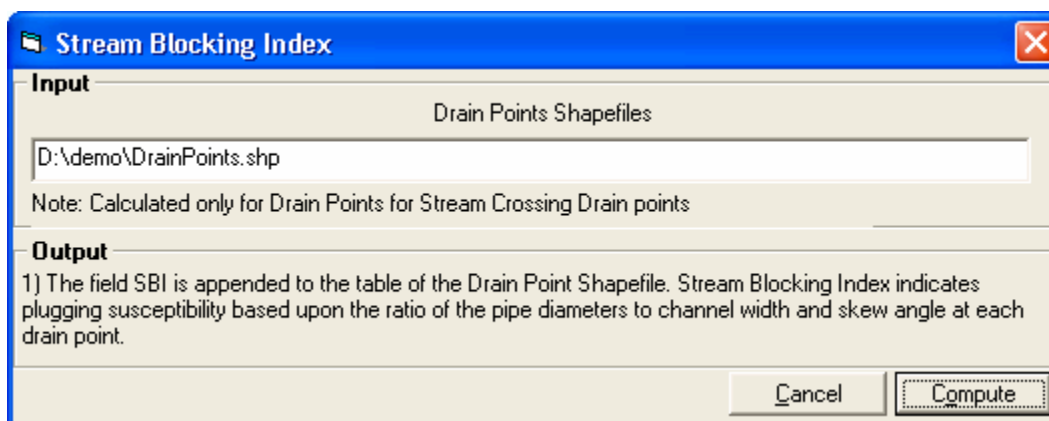 Stream Blocking Index
Input
Drain Points Shapefiles
D:\demo\DrainPoints.shp
Note: Calculated only for Drain Points for Stream Crossing Drain points
Output
1) The field SBI is appended to the table of the Drain Point Shapefile. Stream Blocking Index indicates
plugging susceptibility based upon the ratio of the pipe diameters to channel width and skew angle at each
drain point.
Cancel
Compute